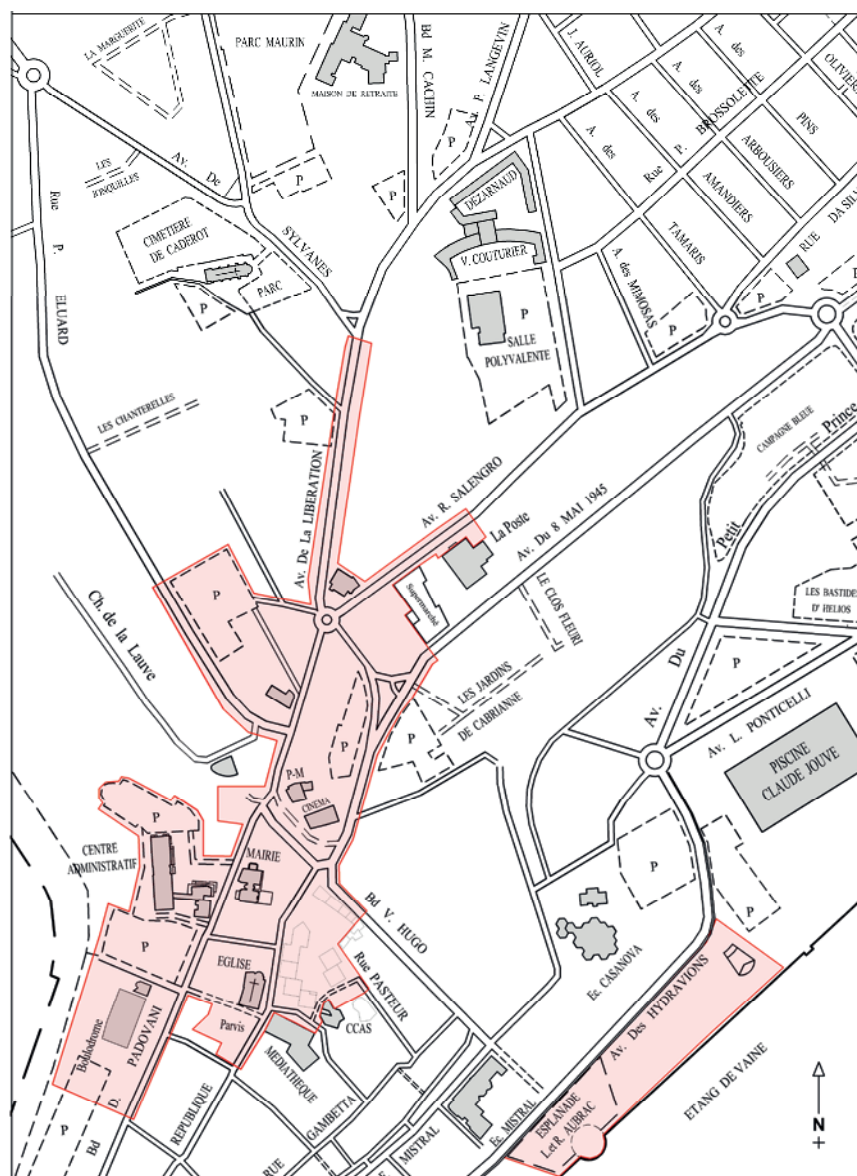 LA MARGUERITE
PARC MAURIN
MAISON DE RETRAITE
Bd M. CACHIN
Av. P. LANGEVIN
J. AURIOL
A. des
A. des
A. des
A. des
Rue P. BROSSOLETTE
OLIVIERS
PINS
ARBOUSIERS
AMANDIERS
TAMARIS
A. des MIMOSAS
RUE
DA SIL
LES
JONQUILLES
Av. De
SYLVANES
P
P
P
DEZARNAUD
V. COUTURIER
CIMETIERE
DE CADEROT
P
PARC
Rue
P.
ELUARD
P
SALLE
POLYVALENTE
P
P
P
LES CHANTERELLES
P
Av. De La LIBERATION
Av. R. SALENGRO
La Poste
Supermarché
Av. Du 8 MAI 1945
CAMPAGNE BLEUE
Prince
Petit
LES BASTIDES
D' HELIOS
LE CLOS FLEURI
P
Ch. de la Lauve
LES JARDINS
DE CABRIANNE
P
P
P
Av. Du
Av. L. PONTICELLI
PISCINE
CLAUDE JOUVE
P-M
CINEMA
P
CENTRE
ADMINISTRATIF
MAIRIE
P
P
P
EGLISE
Bd V. HUGO
Rue PASTEUR
Ec. CASANOVA
Boulodrome
PADOVANI
D.
Bd
P
Parvis
CCAS
MEDIATHEQUE
REPUBLIQUE
GAMBETTA
RUE
MISTRAL
Ec. MISTRAL
Av. Des HYDRAVIONS
ESPLANADE
L.et R. AUBRAC
ETANG DE VAINE
N